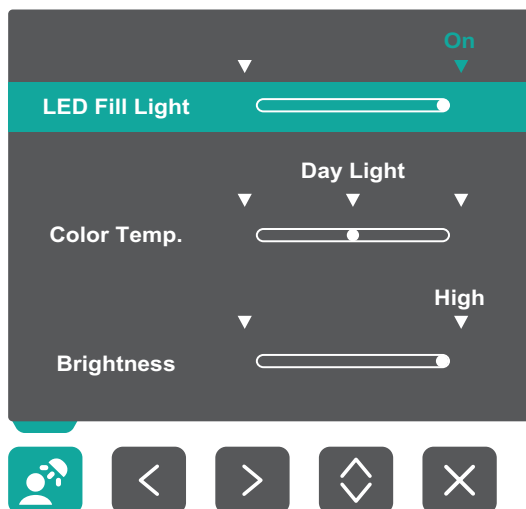 On
LED Fill Light
Day Light
Color Temp.
High
Brightness